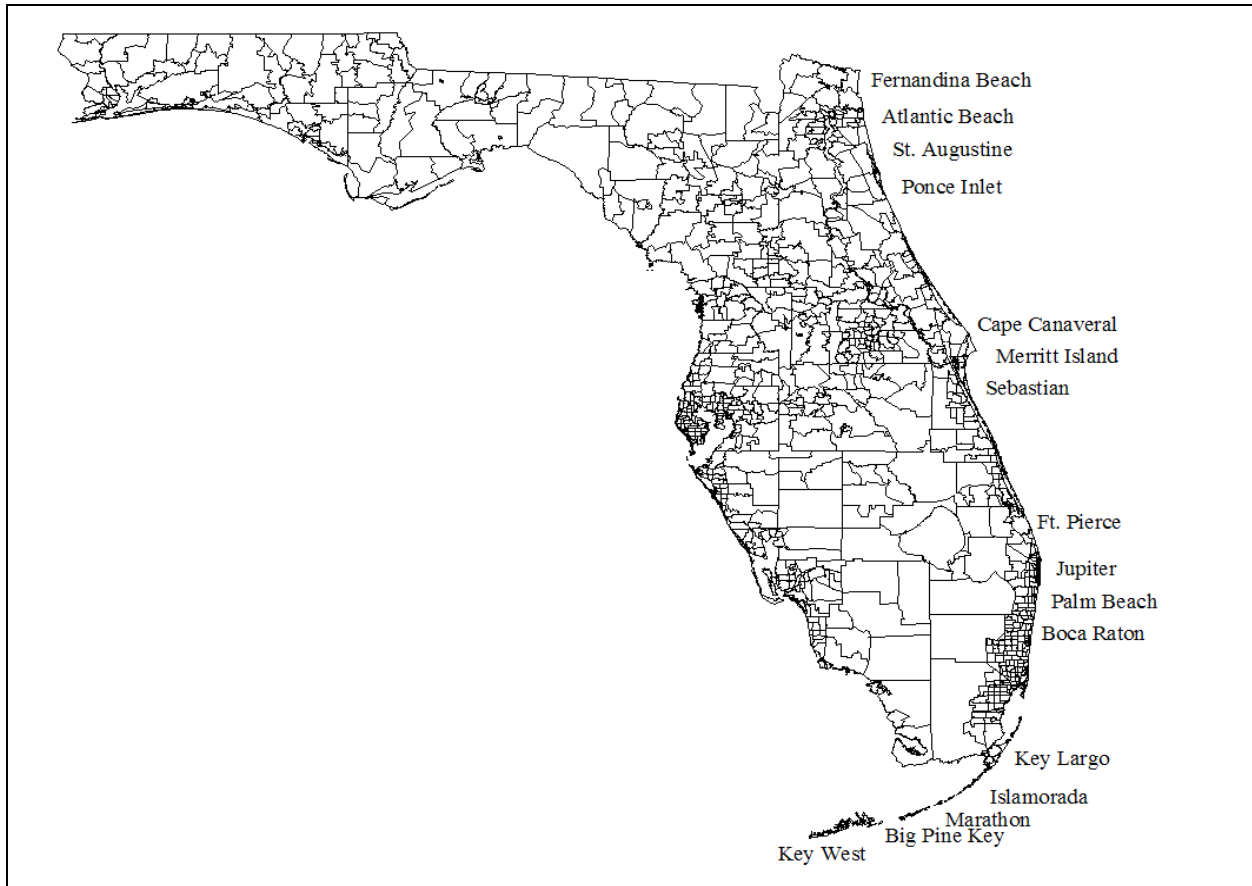 Fernandina Beach
Atlantic Beach
St. Augustine
Ponce Inlet
Cape Canaveral
Merritt Island
Sebastian
Ft. Pierce
Jupiter
Palm Beach
Boca Raton
Key Largo
Islamorada
Marathon
Big Pine Key
Key West